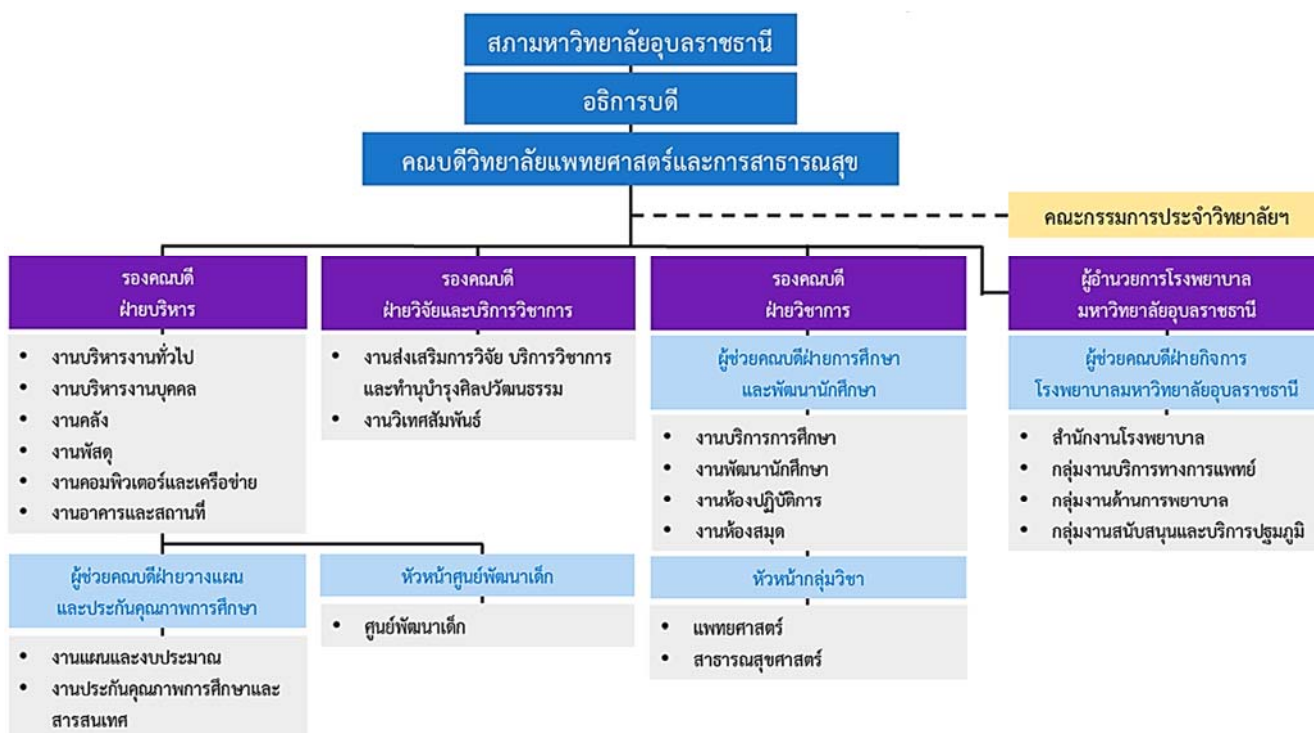 สภามหาวิทยาลัยอุบลราชธานี
อธิการบดี
คณบดีวิทยาลัยแพทยศาสตร์และการสาธารณสุข
คณะกรรมการประจำวิทยาลัยฯ
รองคณบดี
ฝ่ายบริหาร
• งานบริหารงานทั่วไป
• งานบริหารงานบุคคล
• งานคลัง
• งานพัสดุ
• งานคอมพิวเตอร์และเครือข่าย
• งานอาคารและสถานที่
ผู้ช่วยคณบดีฝ่ายวางแผน
และประกันคุณภาพการศึกษา
• งานแผนและงบประมาณ
• งานประกันคุณภาพการศึกษาและ
สารสนเทศ
หัวหน้าศูนย์พัฒนาเด็ก
• ศูนย์พัฒนาเด็ก
รองคณบดี
ฝ่ายวิจัยและบริการวิชาการ
• งานส่งเสริมการวิจัย บริการวิชาการ
และทำนุบำรุงศิลปวัฒนธรรม
• งานวิเทศสัมพันธ์
รองคณบดี
ฝ่ายวิชาการ
ผู้ช่วยคณบดีฝ่ายการศึกษา
และพัฒนานักศึกษา
• งานบริการการศึกษา
• งานพัฒนานักศึกษา
• งานห้องปฏิบัติการ
• งานห้องสมุด
หัวหน้ากลุ่มวิชา
• แพทยศาสตร์
• สาธารณสุขศาสตร์
ผู้อำนวยการโรงพยาบาล
มหาวิทยาลัยอุบลราชธานี
ผู้ช่วยคณบดีฝ่ายกิจการ
โรงพยาบาลมหาวิทยาลัยอุบลราชธานี
• สำนักงานโรงพยาบาล
• กลุ่มงานบริการทางการแพทย์
• กลุ่มงานด้านการพยาบาล
• กลุ่มงานสนับสนุนและบริการปฐมภูมิ